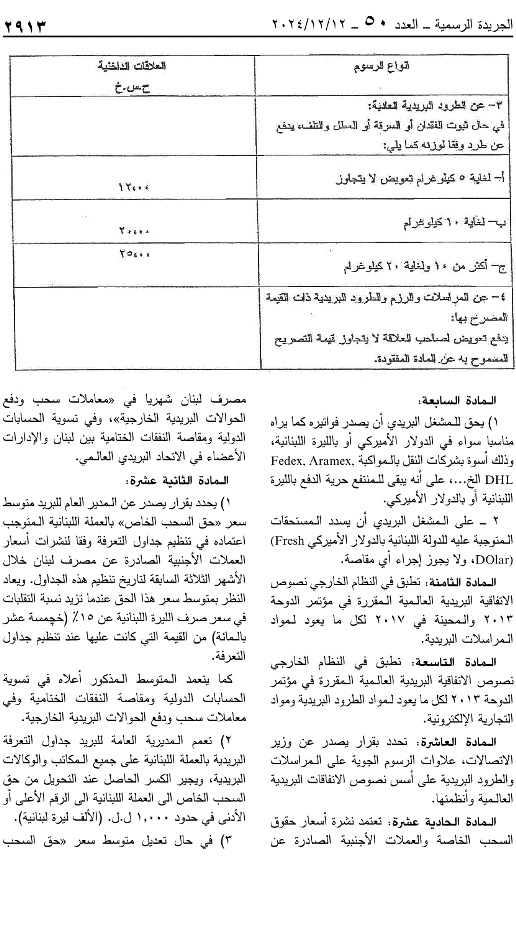 الجريدة الرسمية ــ العدد ٥٠ ــ ٢٠٢٤/١٢/١٢
٢٩١٣
انواع الرسوم
العلاقات الداخلية
ح.س.خ
٣- عن الطرود البريدية العادية:
في حال ثبوت الفقدان أو السرقة أو العطل والتلف، يدفع
عن طرد وفقا لوزنه كما يلي:
أ- لغاية ٥ كيلوغرام تعويض لا يتجاوز
١٢،٠٠
ب- لغاية ١٠ كيلوغرام
٢٠،٠٠
ج- أكثر من ١٠ ولغاية ٢٠ كيلوغرام
٢٥،٠٠
٤- عن المراسلات والرزم والطرود البريدية ذات القيمة
المصرح بها:
يدفع تعويض لصاحب العلاقة لا يتجاوز قيمة التصريح
المسموح به عن المادة المفقودة.
المادة السابعة:
١) يحق للمشغل البريدي أن يصدر فواتيره كما يراه
مناسبا سواء في الدولار الأميركي أو بالليرة اللبنانية،
وذلك أسوة بشركات النقل بالمواكبة Fedex, Aramex,
DHL الخ...، على أنه يبقى للمنتفع حرية الدفع بالليرة
اللبنانية أو بالدولار الأميركي.
٢ ــ على المشغل البريدي أن يسدد المستحقات
المتوجبة عليه للدولة اللبنانية بالدولار الأميركي (Fresh
DOlar)، ولا يجوز إجراء أي مقاصة.
المادة الثامنة: تطبق في النظام الخارجي نصوص
الاتفاقية البريدية العالمية المقررة في مؤتمر الدوحة
٢٠١٣ والمحينة في ٢٠١٧ لكل ما يعود لمواد
المراسلات البريدية.
المادة التاسعة: تطبق في النظام الخارجي
نصوص الاتفاقية البريدية العالمية المقررة في مؤتمر
الدوحة ٢٠١٣ لكل ما يعود لمواد الطرود البريدية ومواد
التجارية الإلكترونية.
المادة العاشرة: تحدد بقرار يصدر عن وزير
الاتصالات، علاوات الرسوم الجوية على المراسلات
والطرود البريدية على أسس نصوص الاتفاقات البريدية
العالمية وأنظمتها.
المادة الحادية عشرة: تعتمد نشرة أسعار حقوق
السحب الخاصة والعملات الأجنبية الصادرة عن
مصرف لبنان شهريا في «معاملات سحب ودفع
الحوالات البريدية الخارجية»، وفي تسوية الحسابات
الدولية ومقاصة النفقات الختامية بين لبنان والإدارات
الأعضاء في الاتحاد البريدي العالمي.
المادة الثانية عشرة:
١) يحدد بقرار يصدر عن المدير العام للبريد متوسط
سعر «حق السحب الخاص» بالعملة اللبنانية المتوجب
اعتماده في تنظيم جداول التعرفة وفقا لنشرات أسعار
العملات الأجنبية الصادرة عن مصرف لبنان خلال
الأشهر الثلاثة السابقة لتاريخ تنظيم هذه الجداول. ويعاد
النظر بمتوسط سعر هذا الحق عندما تزيد نسبة التقلبات
في سعر صرف الليرة اللبنانية عن ١٥٪ (خمسة عشر
بالمائة) من القيمة التي كانت عليها عند تنظيم جداول
التعرفة.
كما يتعمد المتوسط المذكور أعلاه في تسوية
الحسابات الدولية ومقاصة النفقات الختامية وفي
معاملات سحب ودفع الحوالات البريدية الخارجية.
٢) تعمم المديرية العامة للبريد جداول التعرفة
البريدية بالعملة اللبنانية على جميع المكاتب والوكالات
البريدية، ويجير الكسر الحاصل عند التحويل من حق
السحب الخاص الى العملة اللبنانية الى الرقم الأعلى أو
الأدنى في حدود ١،٠٠٠ ل.ل. (الألف ليرة لبنانية).
٣) في حال تعديل متوسط سعر «حق السحب